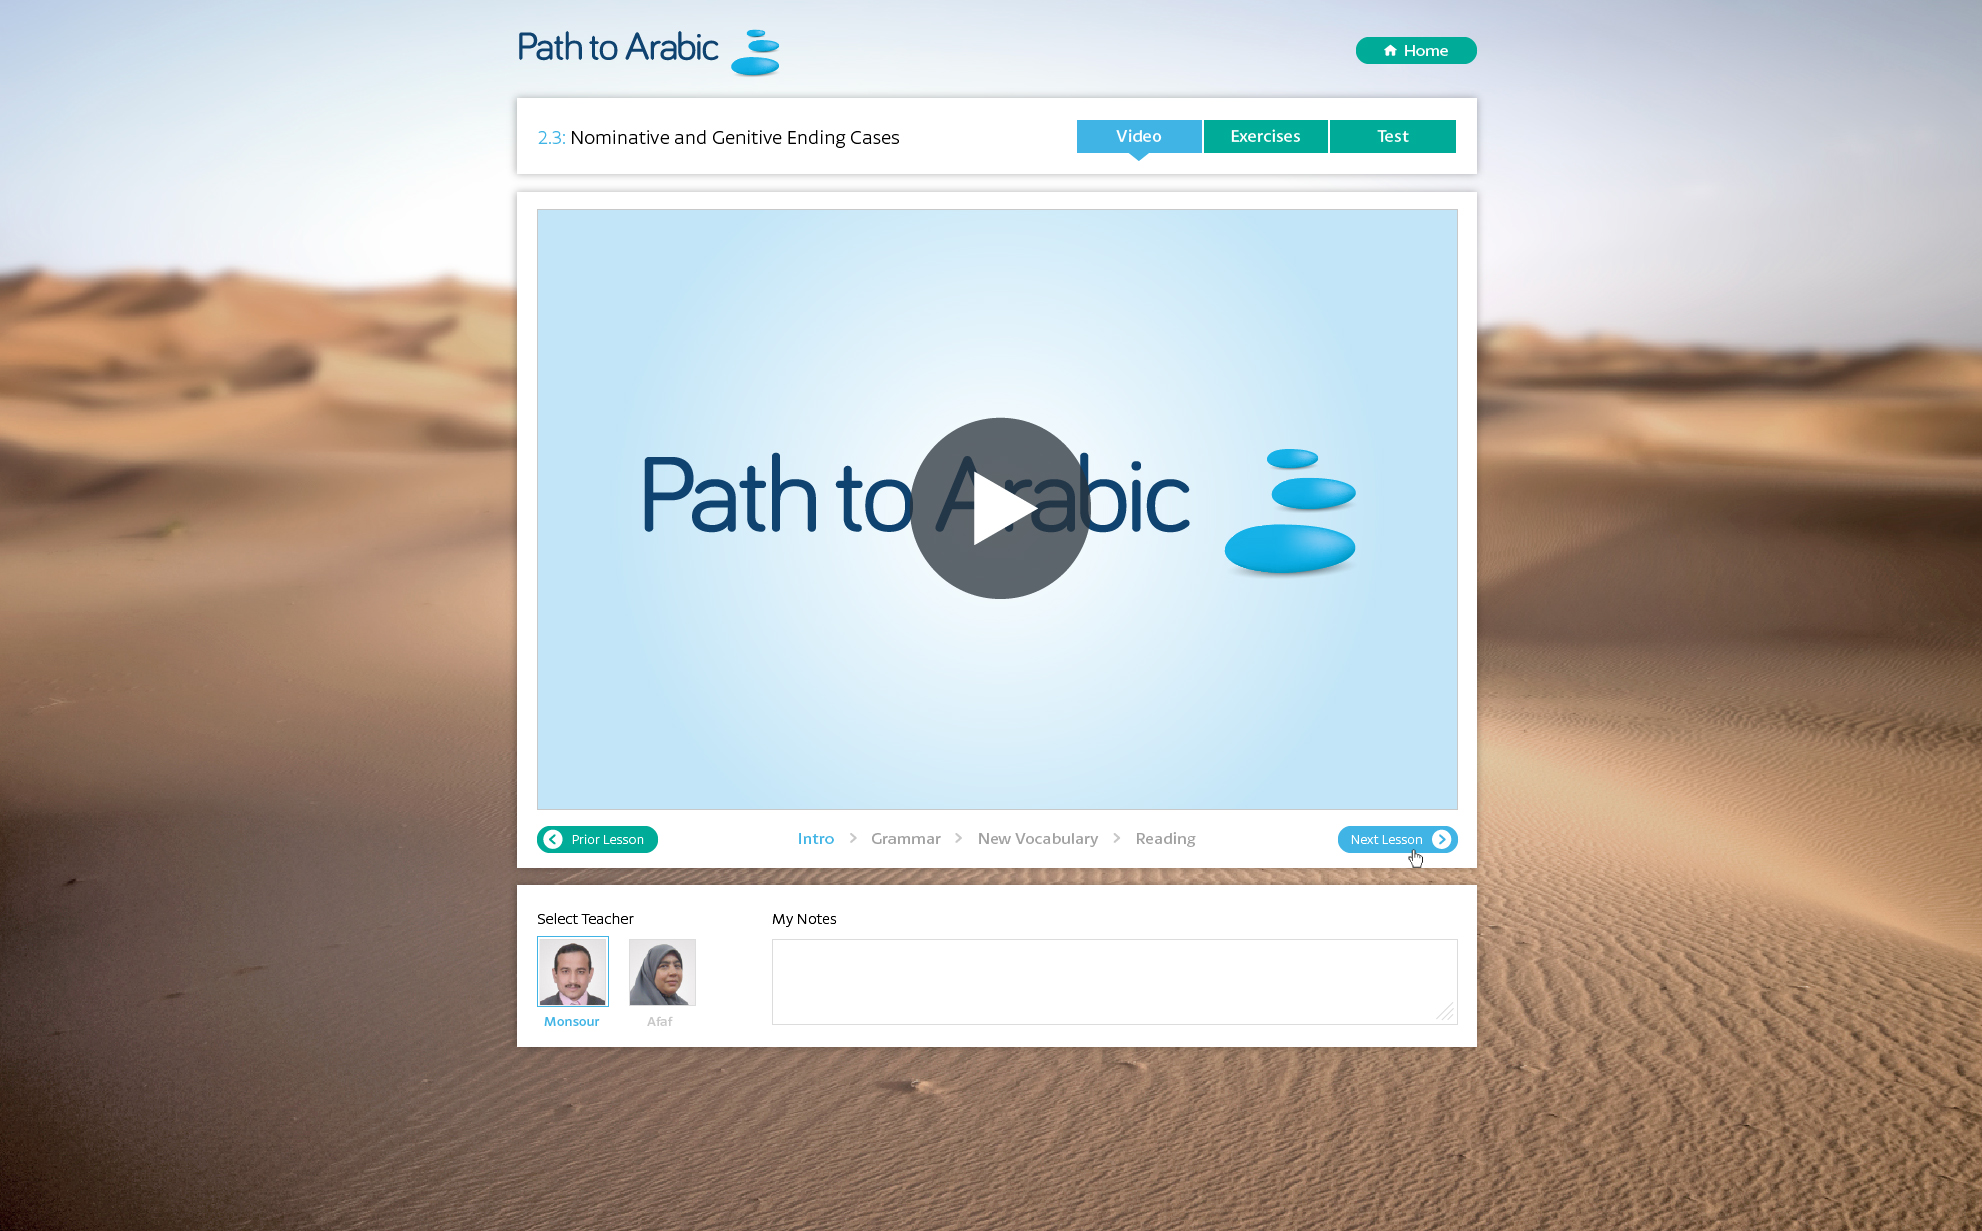 Path to Arabic
Home
2.3: Nominative and Genitive Ending Cases
Video
Exercises
Test
Path to Arabic
Prior Lesson
Intro
Grammar
New Vocabulary
Reading
Next Lesson
Select Teacher
My Notes
Monsour
Afaf